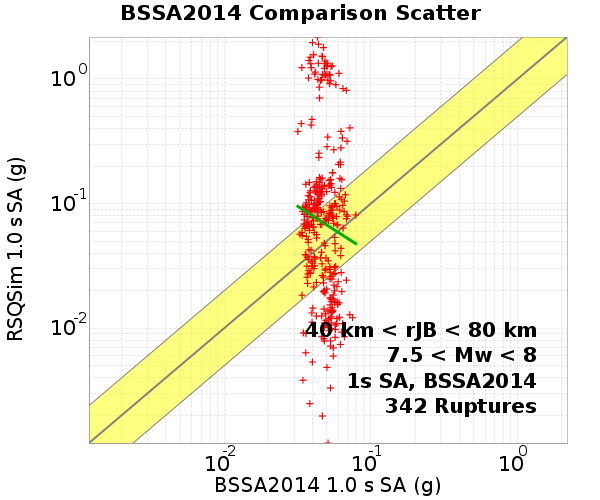 BSSA2014 Comparison Scatter
RSQSim 1.0 s SA (g)
10^0
10^-1
10^-2
40 km < rJB < 80 km
7.5 < Mw < 8
1s SA, BSSA2014
342 Ruptures
10^-2 10^-1 10^0
BSSA2014 1.0 s SA (g)